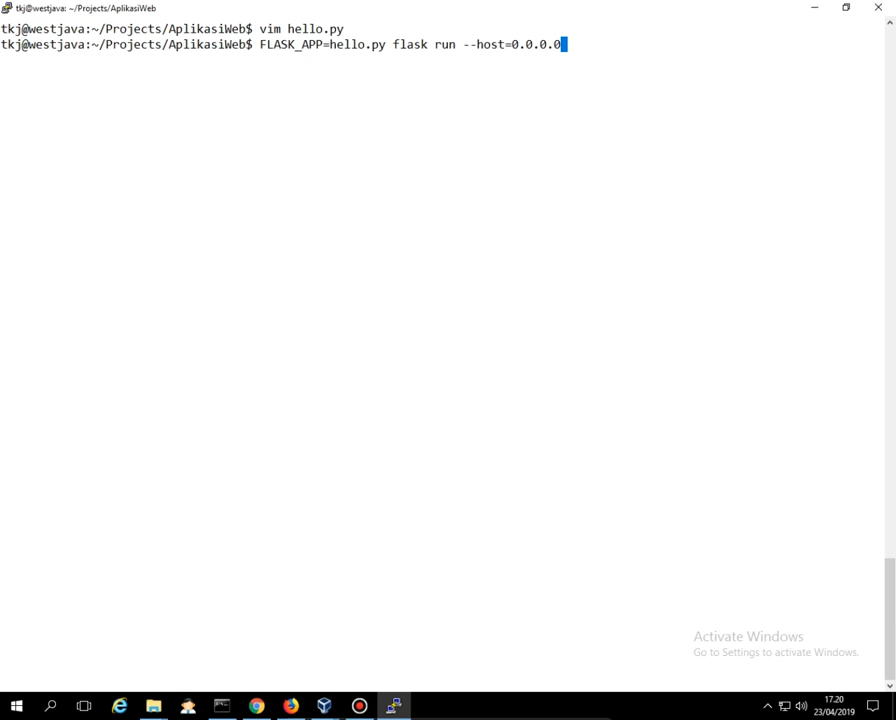 tkj@westjava: ~/Projects/AplikasiWeb
tkj@westjava:~/Projects/AplikasiWeb$ vim hello.py
tkj@westjava:~/Projects/AplikasiWeb$ FLASK_APP=hello.py flask run --host=0.0.0.0
Activate Windows
Go to Settings to activate Windows.
17.20
23/04/2019